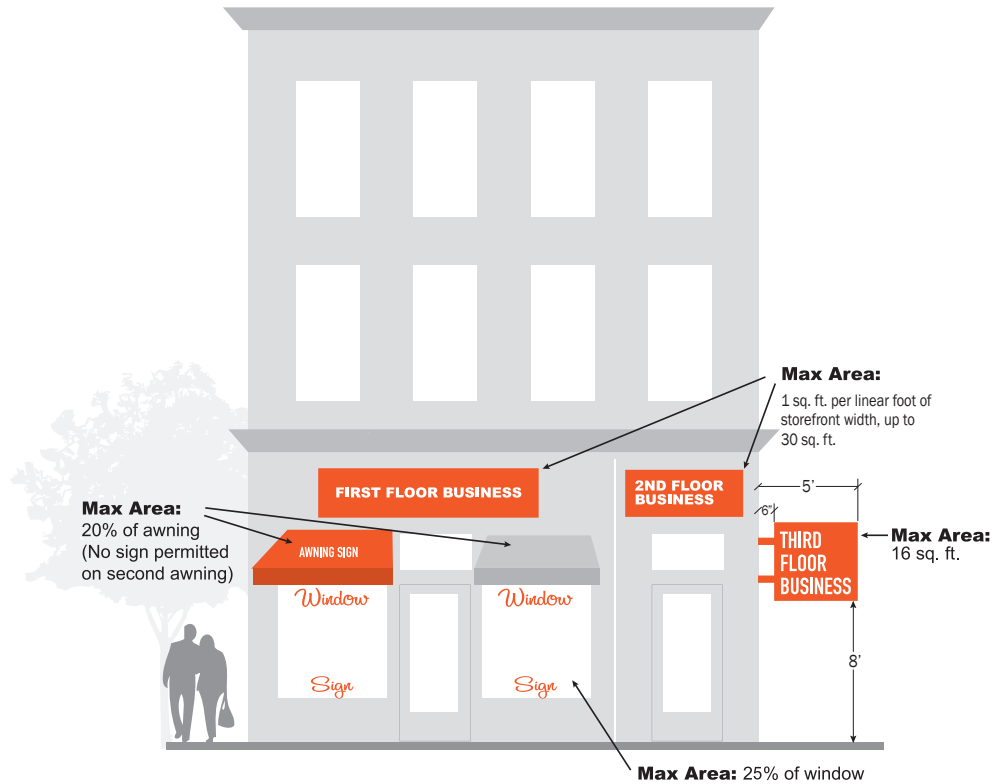 Max Area:
1 sq. ft. per linear foot of
storefront width, up to
30 sq. ft.
FIRST FLOOR BUSINESS
2ND FLOOR
BUSINESS
5’
6”
Max Area:
20% of awning
(No sign permitted
on second awning)
AWNING SIGN
THIRD
FLOOR
BUSINESS
Max Area:
16 sq. ft.
Window
Window
Sign
Sign
8’
Max Area: 25% of window